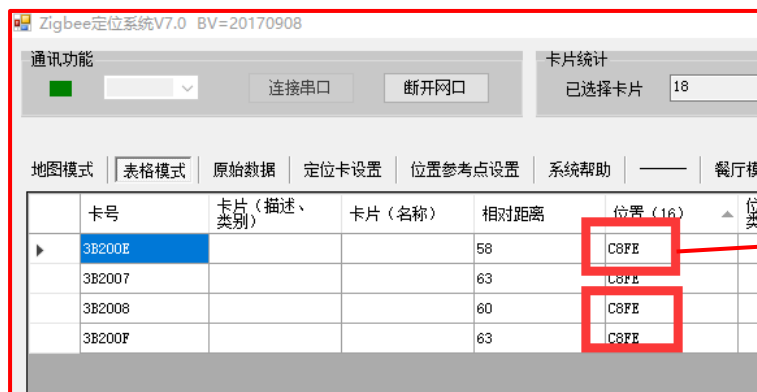 Zigbee定位系统V7.0 BV=20170908
通讯功能
卡片统计
连接串口
断开网口
已选择卡片
18
地图模式
表格模式
原始数据
定位卡设置
位置参考点设置
系统帮助
餐厅模
卡号
卡片（描述、
类别）
卡片（名称）
相对距离
位置（16）
3B200E
58
C8FE
3B2007
63
C8FE
3B2008
60
C8FE
3B200F
63
C8FE